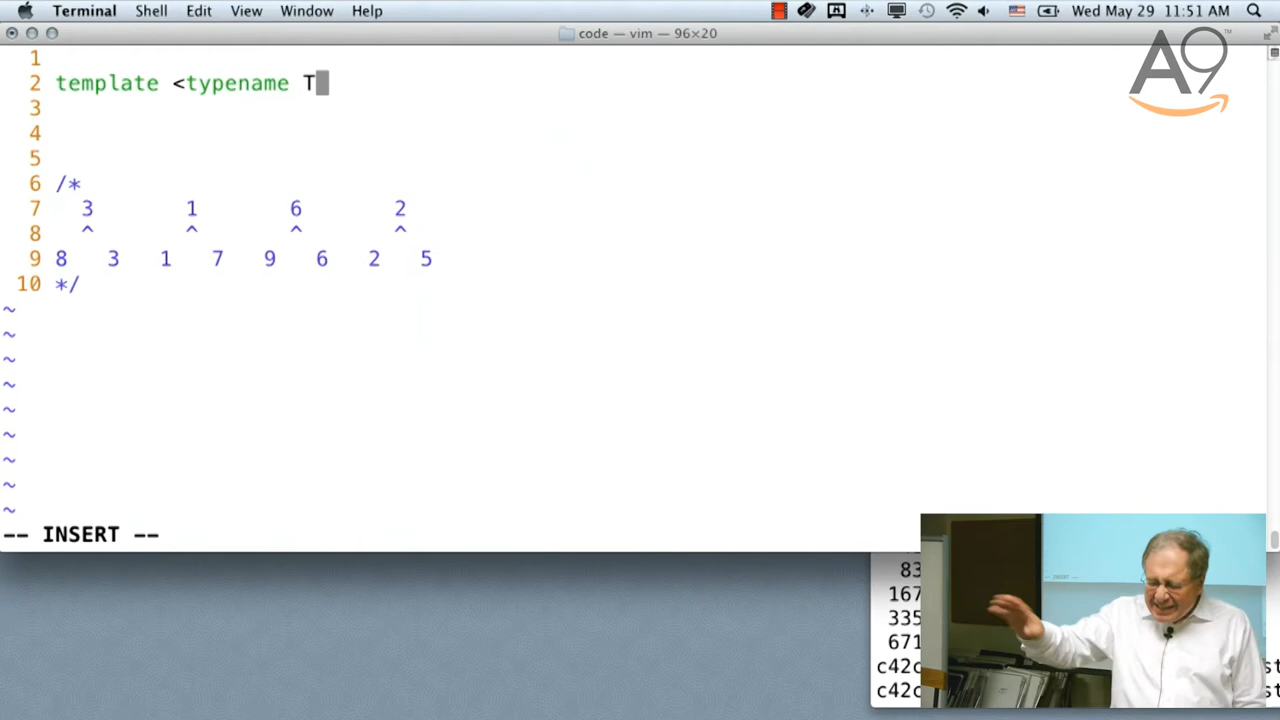 Terminal Shell Edit View Window Help Wed May 29 11:51 AM
code — vim — 96×20
A9™
1
2 template <typename T
3
4
5
6 /*
7 3 1 6 2
8 ^ ^ ^ ^
9 8 3 1 7 9 6 2 5
10 */
~
~
~
~
~
~
~
~
~
-- INSERT --
83
167
335
671
c42c
c42c